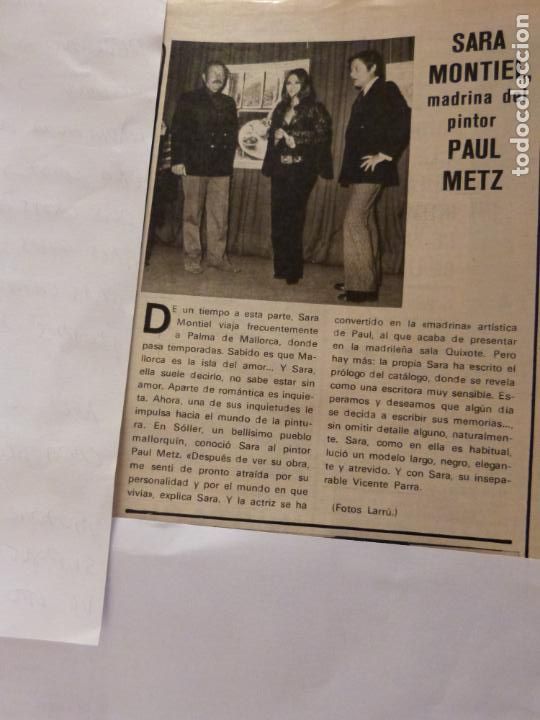 SARA
MONTIEL,
madrina del
pintor
PAUL
METZ
DE un tiempo a esta parte, Sara
Montiel viaja frecuentemente
a Palma de Mallorca, donde
pasa temporadas. Sabido es que Ma-
llorca es la isla del amor... Y Sara,
ella suele decirlo, no sabe estar sin
amor. Aparte de romántica es inquie-
ta. Ahora, una de sus inquietudes le
impulsa hacia el mundo de la pintu-
ra. En Sóller, un bellísimo pueblo
mallorquín, conoció Sara al pintor
Paul Metz. «Después de ver su obra,
me sentí de pronto atraída por su
personalidad y por el mundo en que
vivía», explica Sara. Y la actriz se ha
convertido en la «madrina» artística
de Paul, al que acaba de presentar
en la madrileña sala Quixote. Pero
hay más: la propia Sara ha escrito el
prólogo del catálogo, donde se revela
como una escritora muy sensible. Es-
peramos y deseamos que algún día
se decida a escribir sus memorias...,
sin omitir detalle alguno, naturalmen-
te. Sara, como en ella es habitual,
lució un modelo largo, negro, elegan-
te y atrevido. Y con Sara, su insepa-
rable Vicente Parra.
(Fotos Larrú.)
todocoleccion.net